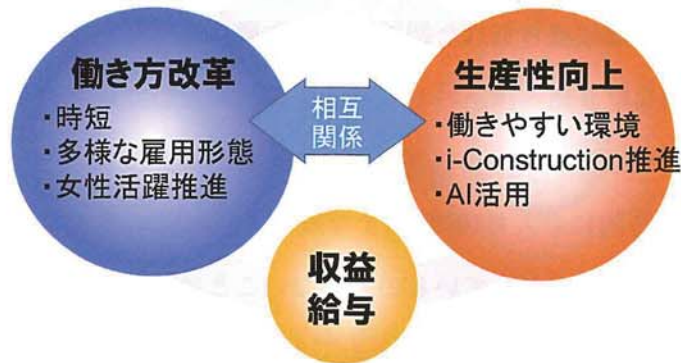 働き方改革
・時短
・多様な雇用形態
・女性活躍推進
相互
関係
生産性向上
・働きやすい環境
・i-Construction推進
・AI活用
収益
給与